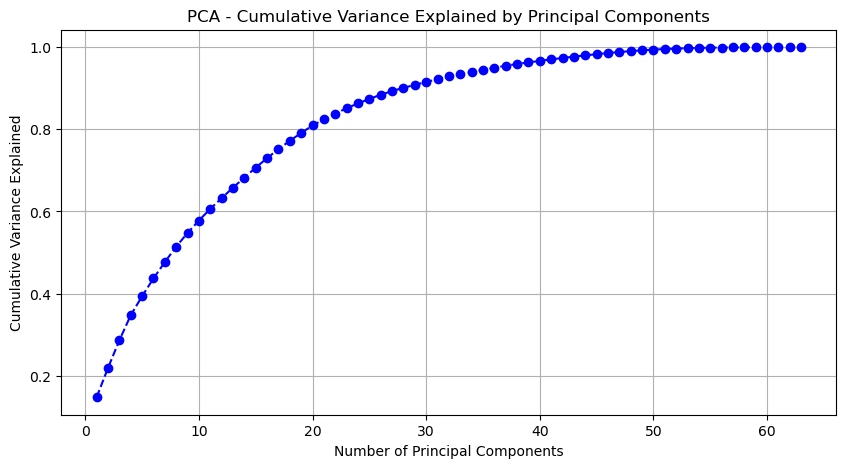 PCA - Cumulative Variance Explained by Principal Components
1.0
0.8
0.6
0.4
0.2
Cumulative Variance Explained
0 10 20 30 40 50 60
Number of Principal Components